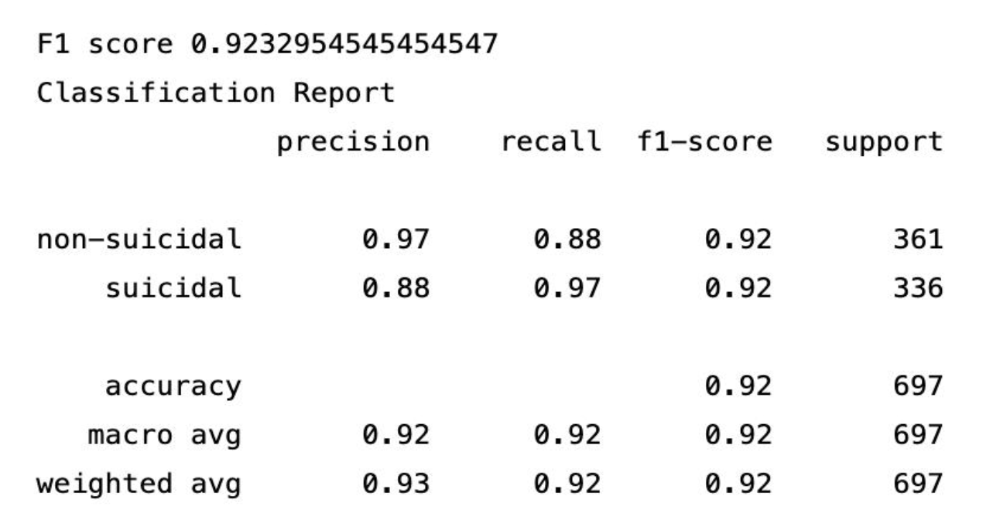 F1 score 0.9232954545454547
Classification Report
precision recall f1-score support
non-suicidal 0.97 0.88 0.92 361
suicidal 0.88 0.97 0.92 336
accuracy 0.92 697
macro avg 0.92 0.92 0.92 697
weighted avg 0.93 0.92 0.92 697